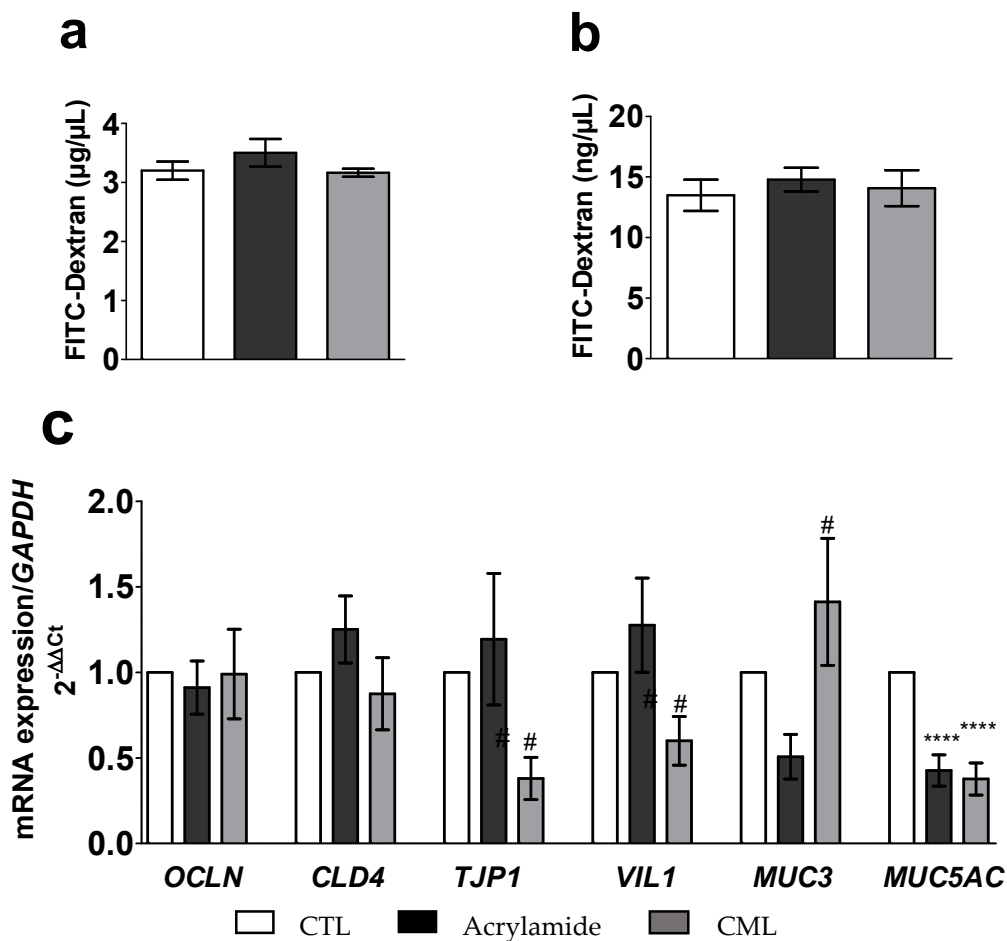 a
FITC-Dextran (µg/µL)
4
3
2
1
0
b
FITC-Dextran (ng/µL)
20
15
10
5
0
c
mRNA expression/GAPDH
2-ΔΔCt
2.0
1.5
1.0
0.5
0.0
# #
# #
#
**** ****
OCLN CLD4 TJP1 VIL1 MUC3 MUC5AC
CTL Acrylamide CML